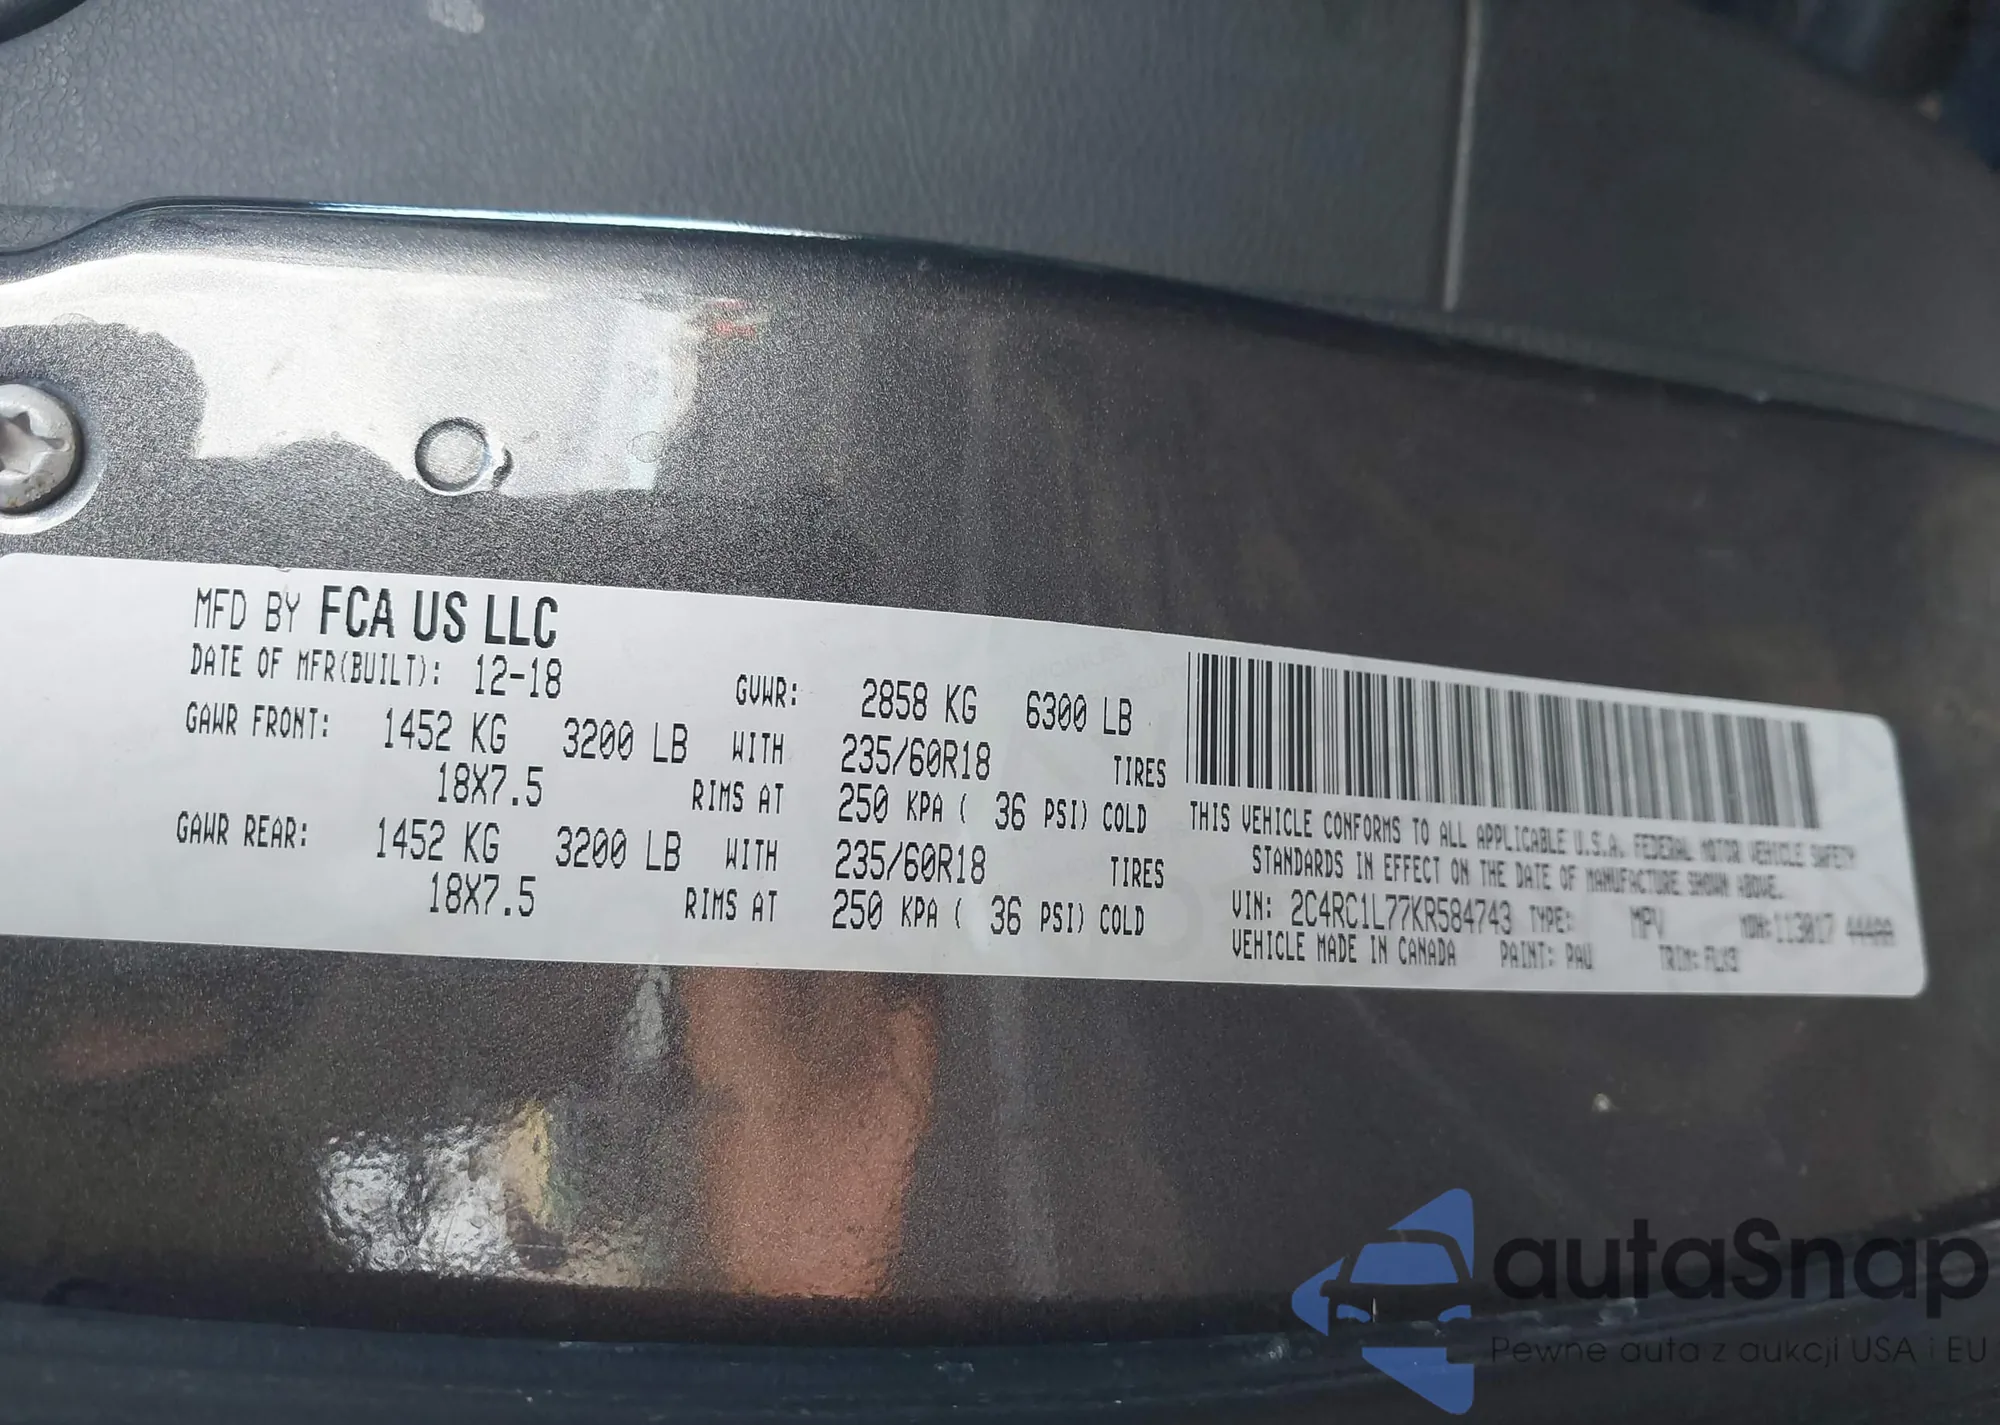 MFD BY FCA US LLC
DATE OF MFR(BUILT): 12-18 GVWR: 2858 KG 6300 LB
GAWR FRONT: 1452 KG 3200 LB WITH 235/60R18 TIRES
18X7.5 RIMS AT 250 KPA ( 36 PSI) COLD
GAWR REAR: 1452 KG 3200 LB WITH 235/60R18 TIRES
18X7.5 RIMS AT 250 KPA ( 36 PSI) COLD
THIS VEHICLE CONFORMS TO ALL APPLICABLE U.S.A. FEDERAL MOTOR VEHICLE SAFETY
STANDARDS IN EFFECT ON THE DATE OF MANUFACTURE SHOWN ABOVE.
VIN: 2C4RC1L77KR584743 TYPE: MPV MDH:113017 444AA
VEHICLE MADE IN CANADA PAINT: PAU TRIM:
autaSnap
Pewne auta z aukcji USA i EU